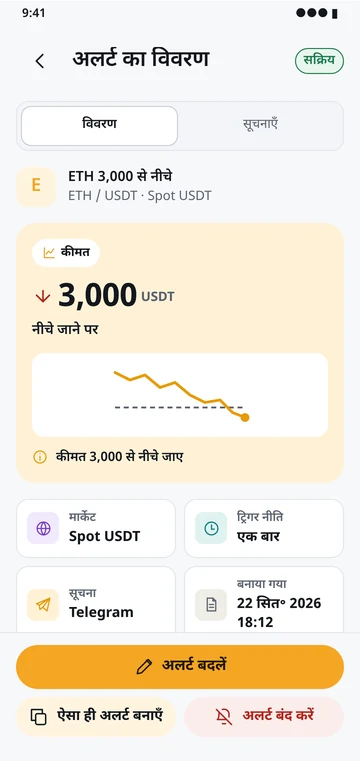 9:41
अलर्ट का विवरण
सक्रिय
विवरण
सूचनाएँ
E
ETH 3,000 से नीचे
ETH / USDT · Spot USDT
कीमत
3,000 USDT
नीचे जाने पर
कीमत 3,000 से नीचे जाए
मार्केट
Spot USDT
ट्रिगर नीति
एक बार
सूचना
Telegram
बनाया गया
22 सित॰ 2026
18:12
अलर्ट बदलें
ऐसा ही अलर्ट बनाएँ
अलर्ट बंद करें